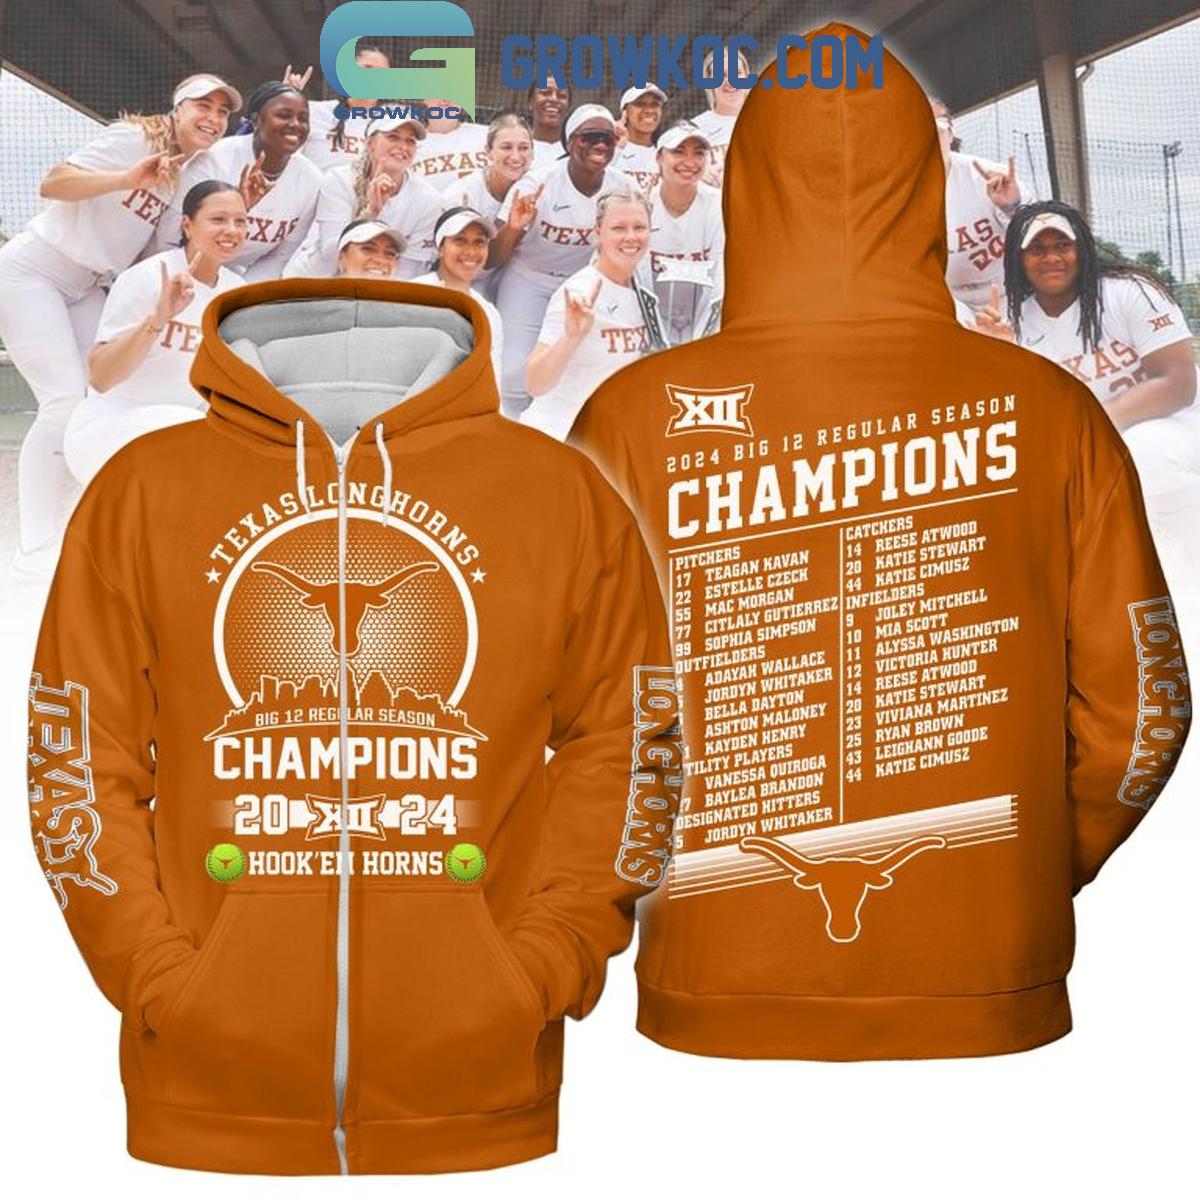 GROWKOC
GROWKOC.COM
TEXAS
TEXAS
TEXAS
TEXAS LONGHORNS
BIG 12 REGULAR SEASON
CHAMPIONS
20 XII 24
HOOK'EM HORNS
TEXAS
LONGHORNS
XII
2024 BIG 12 REGULAR SEASON
CHAMPIONS
PITCHERS
17 TEAGAN KAVAN
22 ESTELLE CZECH
55 MAC MORGAN
77 CITLALY GUTIERREZ
99 SOPHIA SIMPSON
OUTFIELDERS
ADAYAH WALLACE
JORDYN WHITAKER
BELLA DAYTON
ASHTON MALONEY
KAYDEN HENRY
UTILITY PLAYERS
VANESSA QUIROGA
BAYLEA BRANDON
DESIGNATED HITTERS
JORDYN WHITAKER
CATCHERS
14 REESE ATWOOD
20 KATIE STEWART
44 KATIE CIMUSZ
INFIELDERS
9 JOLEY MITCHELL
10 MIA SCOTT
11 ALYSSA WASHINGTON
12 VICTORIA HUNTER
14 REESE ATWOOD
20 KATIE STEWART
23 VIVIANA MARTINEZ
25 RYAN BROWN
43 LEIGHANN GOODE
44 KATIE CIMUSZ
LONGHORNS